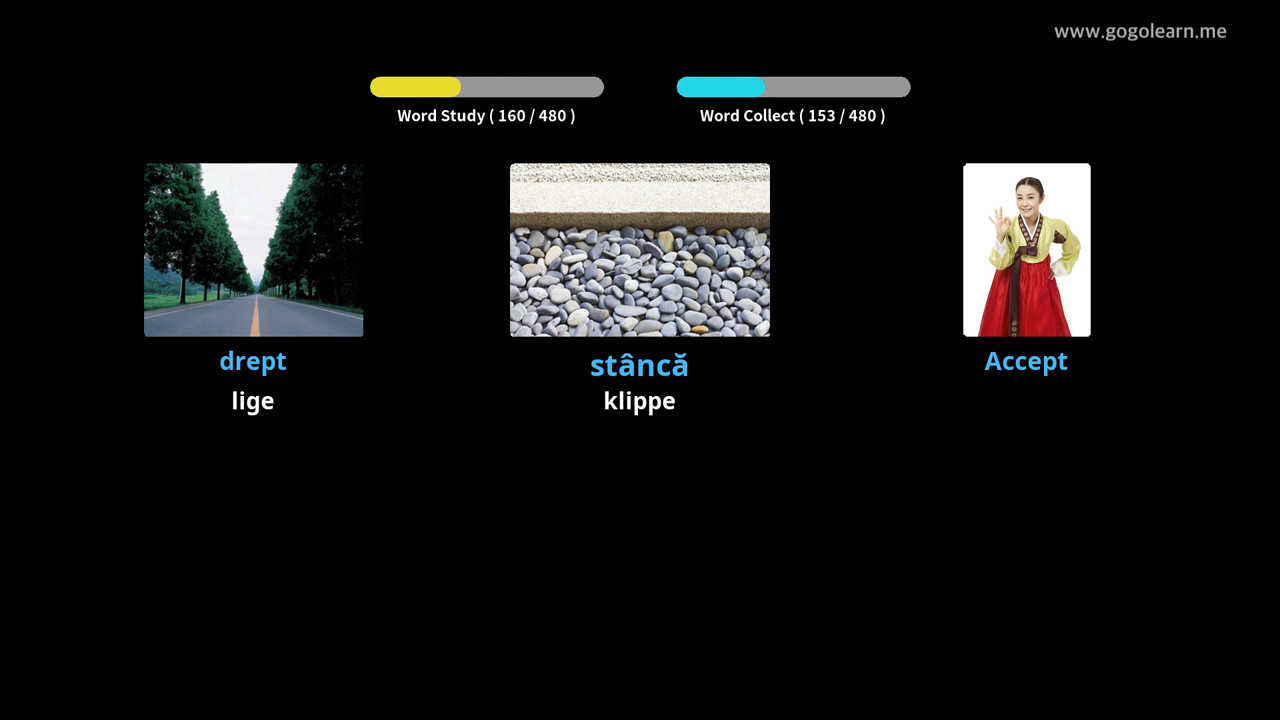 www.gogolearn.me
Word Study ( 160 / 480 )
Word Collect ( 153 / 480 )
drept
lige
stâncă
klippe
Accept